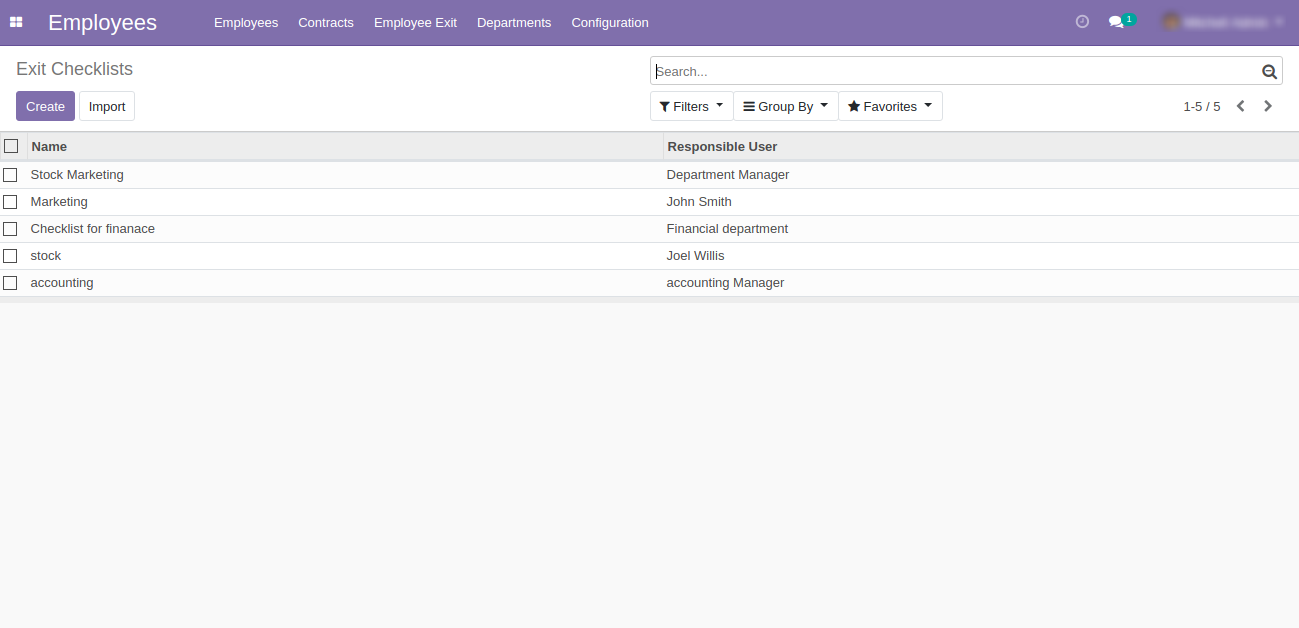 Employees Employees Contracts Employee Exit Departments Configuration 1
Exit Checklists
Search...
Create Import Filters Group By Favorites 1-5 / 5
Name Responsible User
Stock Marketing Department Manager
Marketing John Smith
Checklist for finanace Financial department
stock Joel Willis
accounting accounting Manager